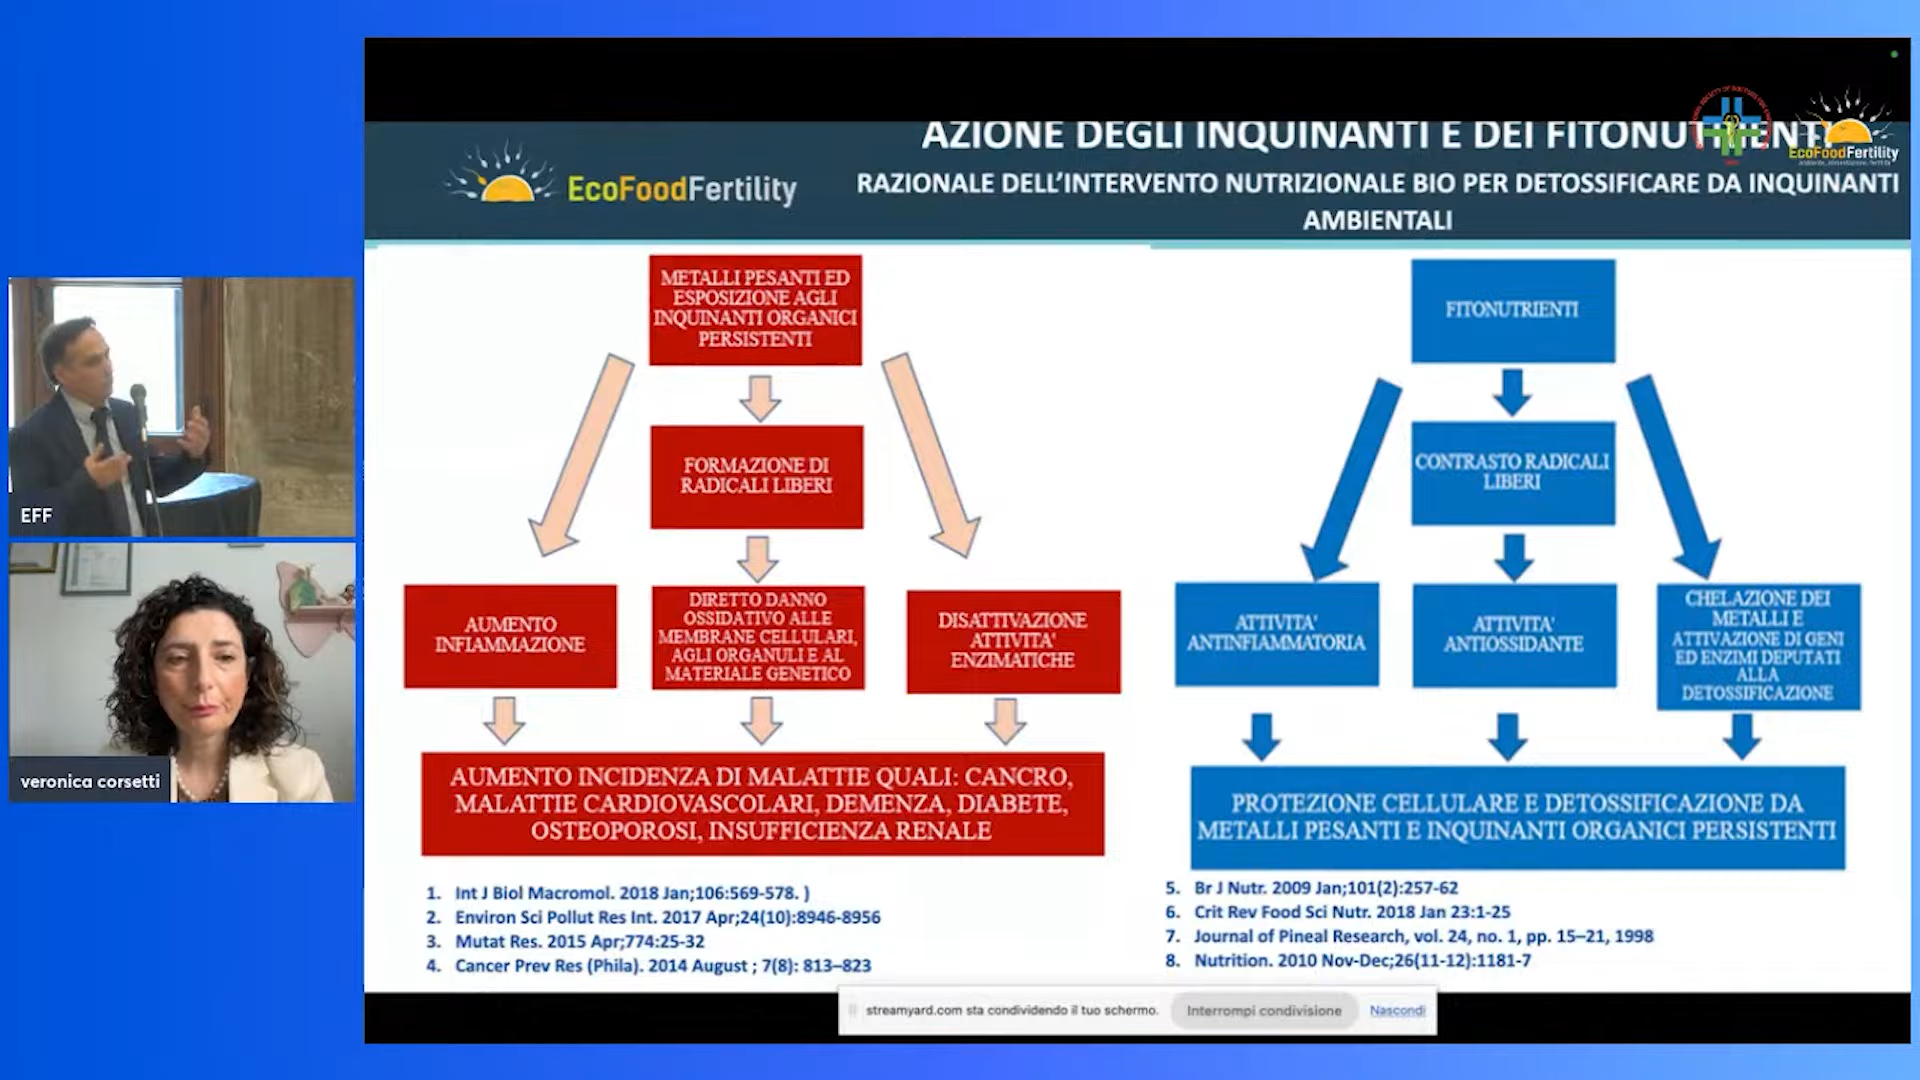 AZIONE DEGLI INQUINANTI E DEI FITONUTRIENTI
EcoFoodFertility
RAZIONALE DELL'INTERVENTO NUTRIZIONALE BIO PER DETOSSIFICARE DA INQUINANTI
AMBIENTALI
EcoFoodFertility
METALLI PESANTI ED
ESPOSIZIONE AGLI
INQUINANTI ORGANICI
PERSISTENTI
FORMAZIONE DI
RADICALI LIBERI
AUMENTO
INFIAMMAZIONE
DIRETTO DANNO
OSSIDATIVO ALLE
MEMBRANE CELLULARI,
AGLI ORGANULI E AL
MATERIALE GENETICO
DISATTIVAZIONE
ATTIVITA'
ENZIMATICHE
AUMENTO INCIDENZA DI MALATTIE QUALI: CANCRO,
MALATTIE CARDIOVASCOLARI, DEMENZA, DIABETE,
OSTEOPOROSI, INSUFFICIENZA RENALE
FITONUTRIENTI
CONTRASTO RADICALI
LIBERI
ATTIVITA'
ANTINFIAMMATORIA
ATTIVITA'
ANTIOSSIDANTE
CHELAZIONE DEI
METALLI E
ATTIVAZIONE DI GENI
ED ENZIMI DEPUTATI
ALLA
DETOSSIFICAZIONE
PROTEZIONE CELLULARE E DETOSSIFICAZIONE DA
METALLI PESANTI E INQUINANTI ORGANICI PERSISTENTI
1. Int J Biol Macromol. 2018 Jan;106:569-578. )
2. Environ Sci Pollut Res Int. 2017 Apr;24(10):8946-8956
3. Mutat Res. 2015 Apr;774:25-32
4. Cancer Prev Res (Phila). 2014 August ; 7(8): 813–823
5. Br J Nutr. 2009 Jan;101(2):257-62
6. Crit Rev Food Sci Nutr. 2018 Jan 23:1-25
7. Journal of Pineal Research, vol. 24, no. 1, pp. 15–21, 1998
8. Nutrition. 2010 Nov-Dec;26(11-12):1181-7
streamyard.com sta condividendo il tuo schermo.
Interrompi condivisione
Nascondi
EFF
veronica corsetti